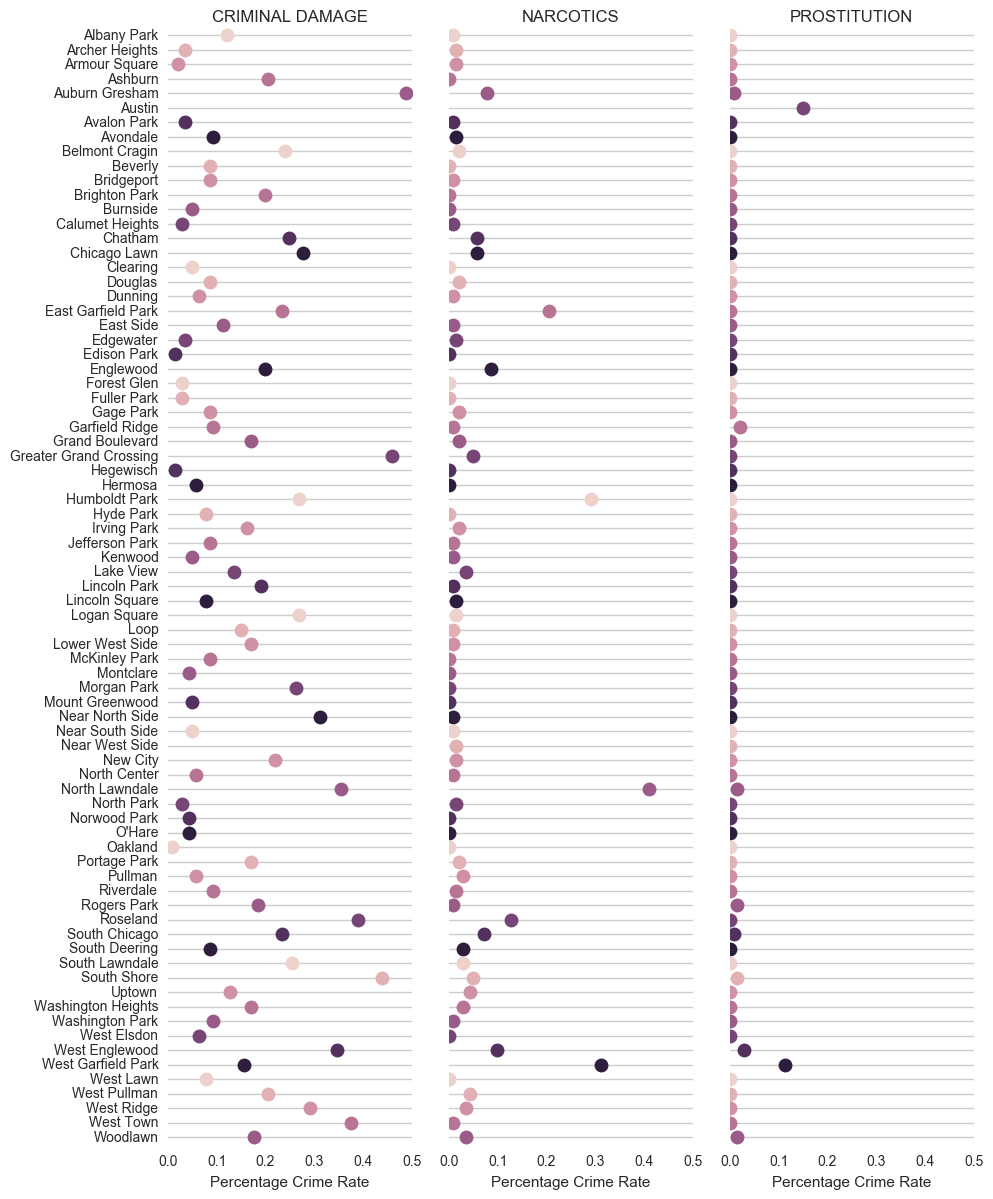 CRIMINAL DAMAGE NARCOTICS PROSTITUTION
Albany Park
Archer Heights
Armour Square
Ashburn
Auburn Gresham
Austin
Avalon Park
Avondale
Belmont Cragin
Beverly
Bridgeport
Brighton Park
Burnside
Calumet Heights
Chatham
Chicago Lawn
Clearing
Douglas
Dunning
East Garfield Park
East Side
Edgewater
Edison Park
Englewood
Forest Glen
Fuller Park
Gage Park
Garfield Ridge
Grand Boulevard
Greater Grand Crossing
Hegewisch
Hermosa
Humboldt Park
Hyde Park
Irving Park
Jefferson Park
Kenwood
Lake View
Lincoln Park
Lincoln Square
Logan Square
Loop
Lower West Side
McKinley Park
Montclare
Morgan Park
Mount Greenwood
Near North Side
Near South Side
Near West Side
New City
North Center
North Lawndale
North Park
Norwood Park
O'Hare
Oakland
Portage Park
Pullman
Riverdale
Rogers Park
Roseland
South Chicago
South Deering
South Lawndale
South Shore
Uptown
Washington Heights
Washington Park
West Elsdon
West Englewood
West Garfield Park
West Lawn
West Pullman
West Ridge
West Town
Woodlawn
0.0 0.1 0.2 0.3 0.4 0.5 0.0 0.1 0.2 0.3 0.4 0.5 0.0 0.1 0.2 0.3 0.4 0.5
Percentage Crime Rate Percentage Crime Rate Percentage Crime Rate